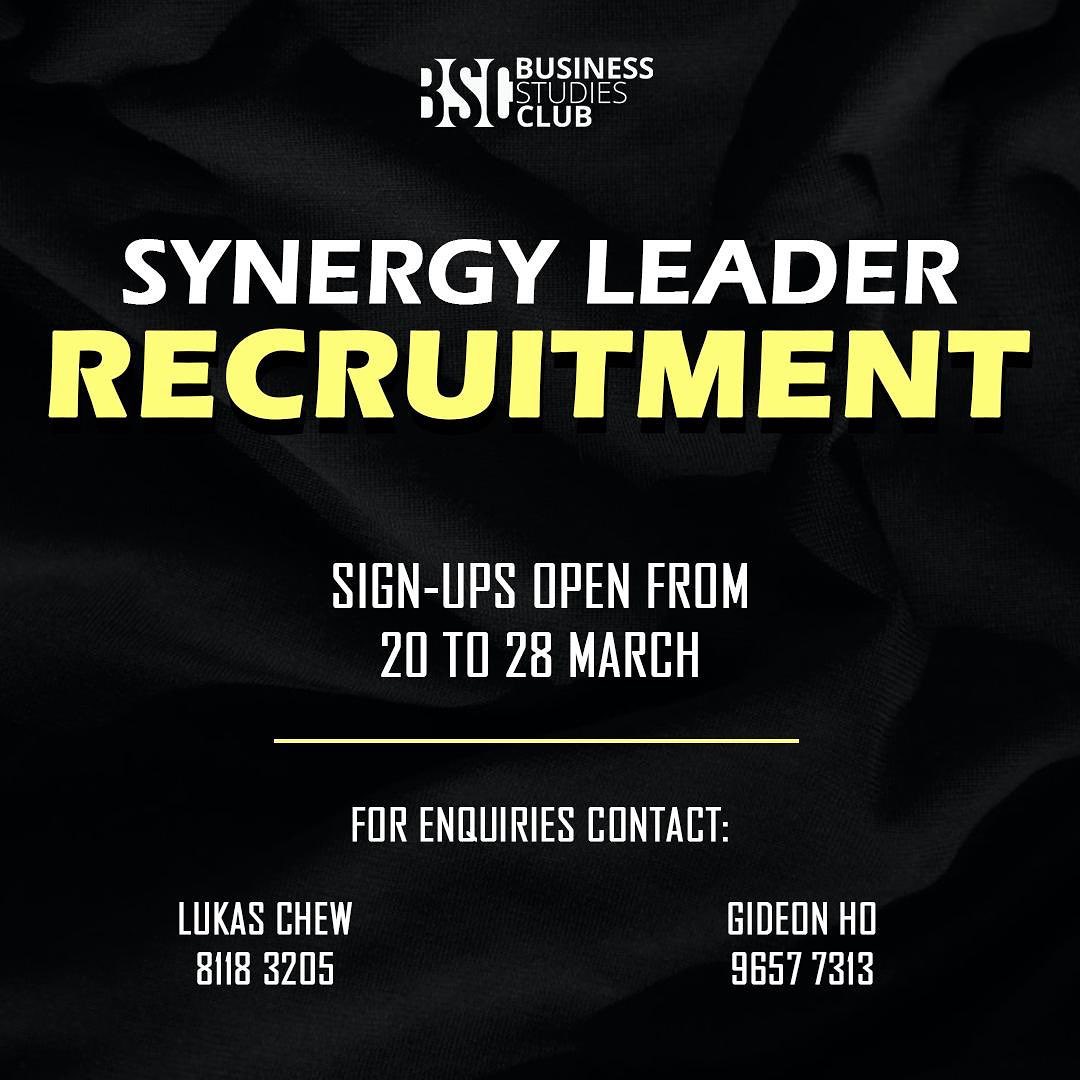 BSC BUSINESS
STUDIES
CLUB
SYNERGY LEADER
RECRUITMENT
SIGN-UPS OPEN FROM
20 TO 28 MARCH
FOR ENQUIRIES CONTACT:
LUKAS CHEW
8118 3205
GIDEON HO
9657 7313